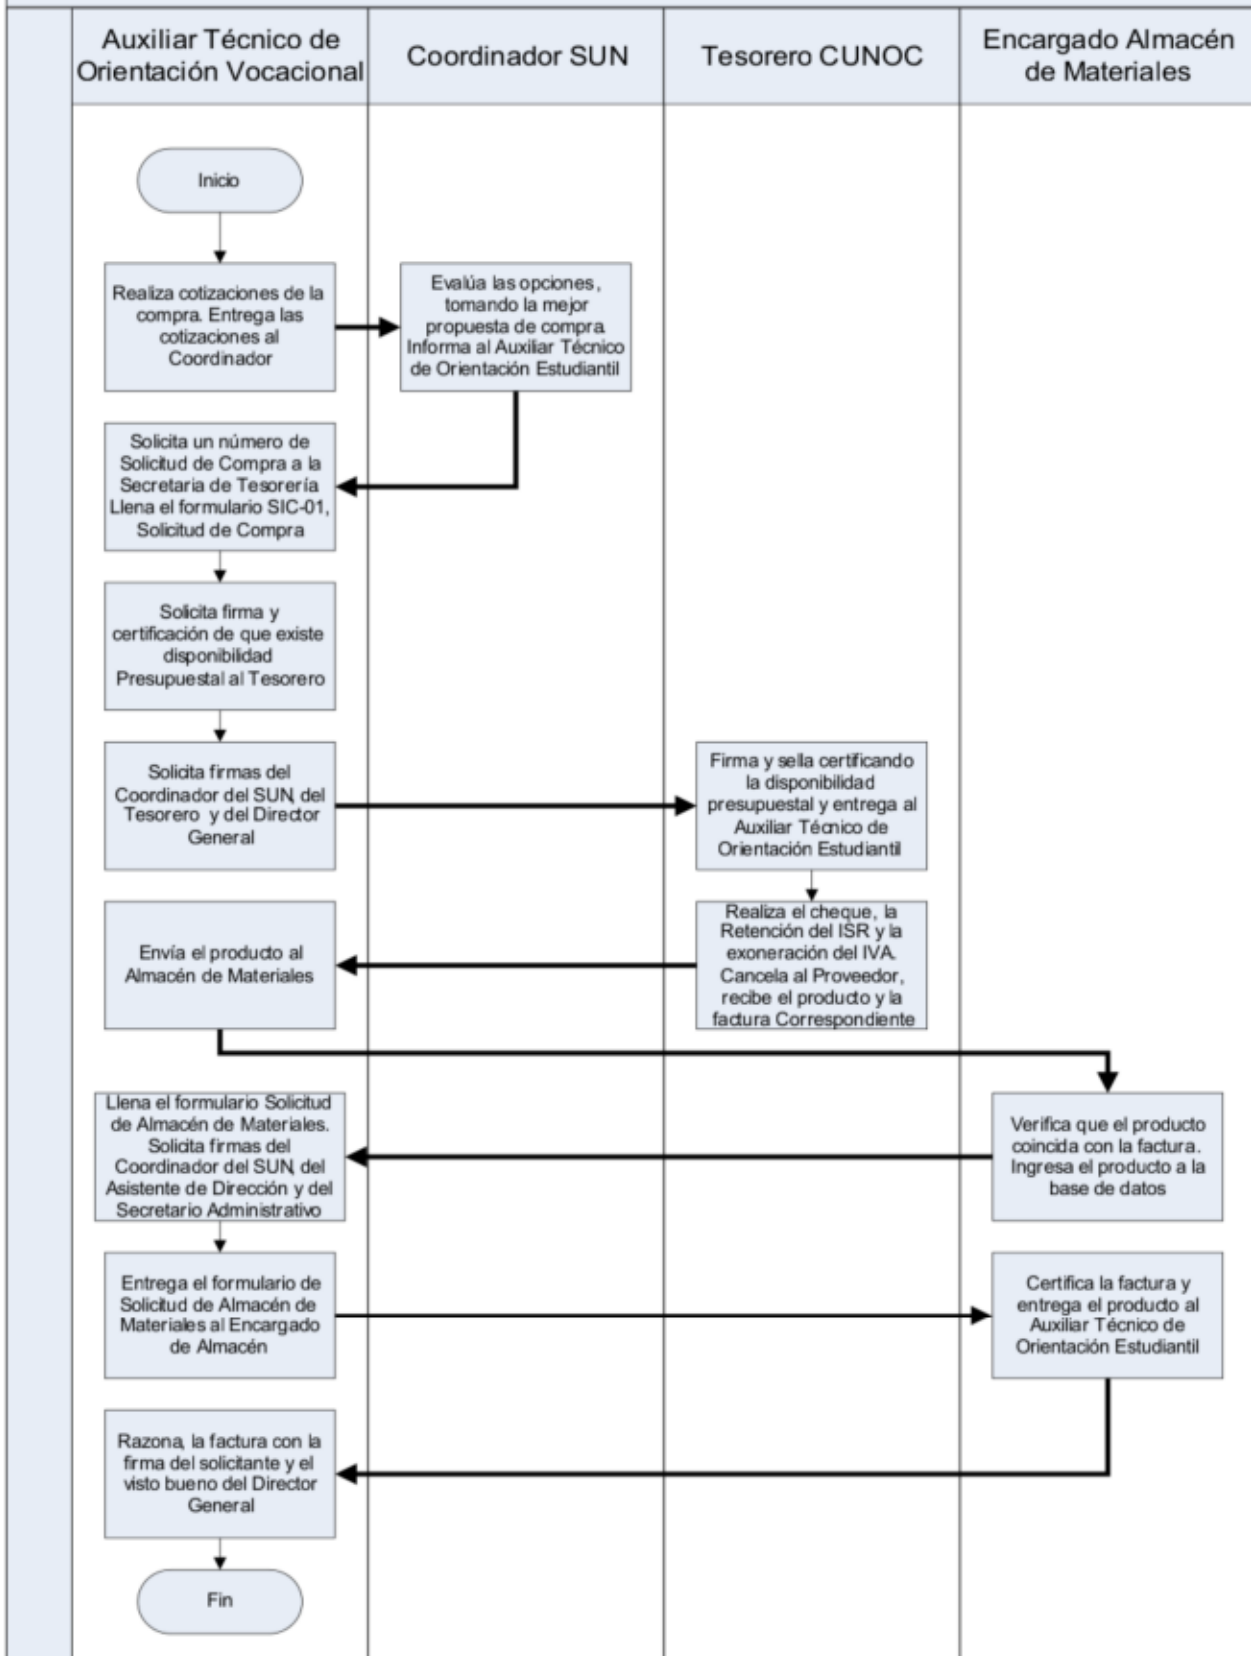 Auxiliar Técnico de
Orientación Vocacional
Coordinador SUN
Tesorero CUNOC
Encargado Almacén
de Materiales
Inicio
Realiza cotizaciones de la
compra. Entrega las
cotizaciones al
Coordinador
Evalúa las opciones,
tomando la mejor
propuesta de compra.
Informa al Auxiliar Técnico
de Orientación Estudiantil
Solicita un número de
Solicitud de Compra a la
Secretaria de Tesorería.
Llena el formulario SIC-01,
Solicitud de Compra
Solicita firma y
certificación de que existe
disponibilidad
Presupuestal al Tesorero
Solicita firmas del
Coordinador del SUN, del
Tesorero y del Director
General
Firma y sella certificando
la disponibilidad
presupuestal y entrega al
Auxiliar Técnico de
Orientación Estudiantil
Realiza el cheque, la
Retención del ISR y la
exoneración del IVA.
Cancela al Proveedor,
recibe el producto y la
factura Correspondiente
Envía el producto al
Almacén de Materiales
Verifica que el producto
coincida con la factura.
Ingresa el producto a la
base de datos
Llena el formulario Solicitud
de Almacén de Materiales.
Solicita firmas del
Coordinador del SUN, del
Asistente de Dirección y del
Secretario Administrativo
Entrega el formulario de
Solicitud de Almacén de
Materiales al Encargado
de Almacén
Certifica la factura y
entrega el producto al
Auxiliar Técnico de
Orientación Estudiantil
Razona, la factura con la
firma del solicitante y el
visto bueno del Director
General
Fin